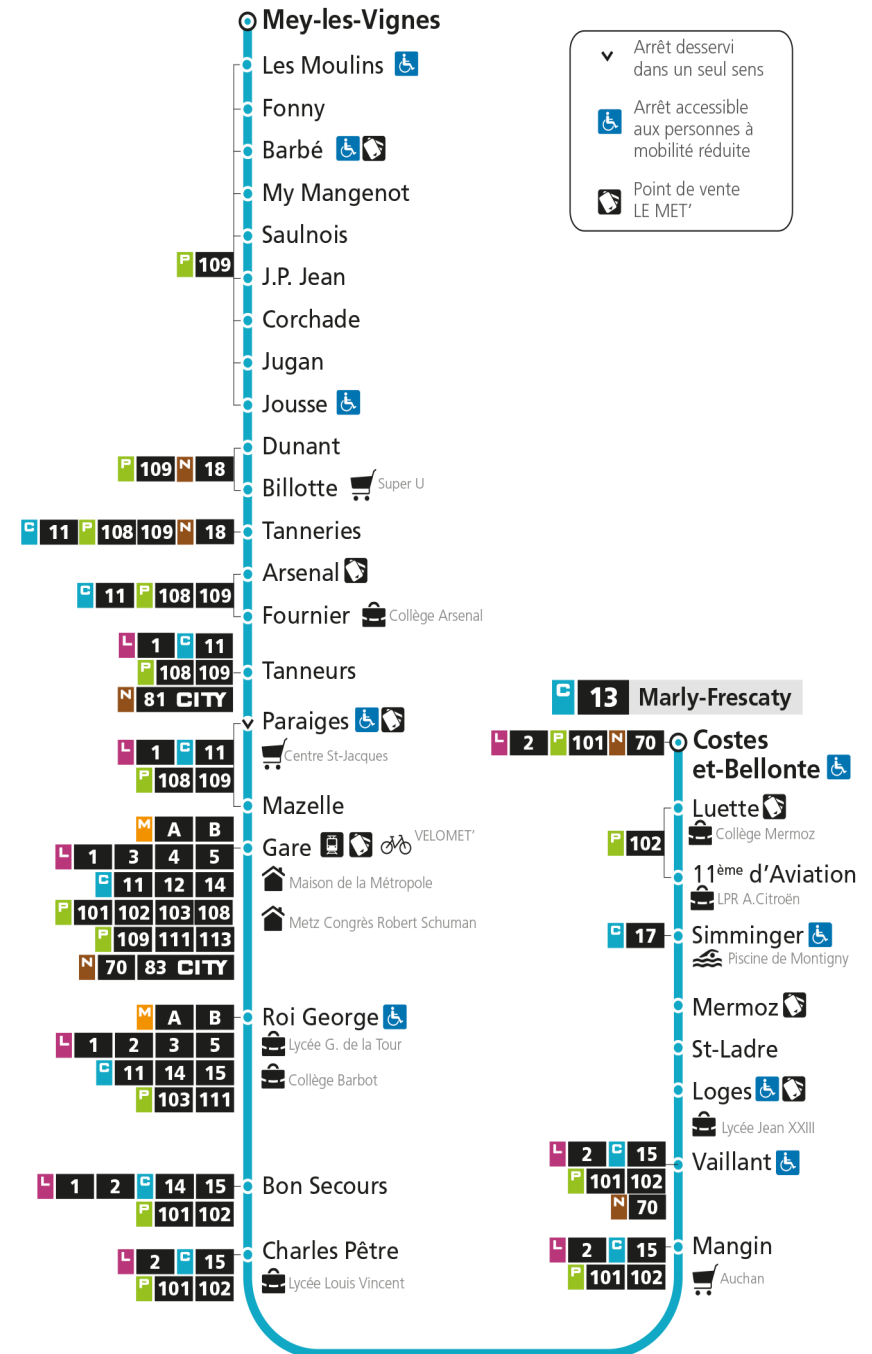 Mey-les-Vignes
Les Moulins
Fonny
Barbé
My Mangenot
Saulnois
P 109
J.P. Jean
Corchade
Jugan
Jousse
Dunant
P 109 N 18
Billotte Super U
C 11 P 108 109 N 18 Tanneries
Arsenal
C 11 P 108 109
Fournier Collège Arsenal
L 1 C 11
P 108 109 Tanneurs
N 81 CITY
Paraiges
L 1 C 11 Centre St-Jacques
P 108 109
Mazelle
M A B
Gare VELOMET'
L 1 3 4 5
C 11 12 14 Maison de la Métropole
P 101 102 103 108
Metz Congrès Robert Schuman
P 109 111 113
N 70 83 CITY
M A B Roi George
L 1 2 3 5 Lycée G. de la Tour
C 11 14 15 Collège Barbot
P 103 111
L 1 2 C 14 15 Bon Secours
P 101 102
Charles Pêtre
L 2 C 15
P 101 102 Lycée Louis Vincent
Arrêt desservi
dans un seul sens
Arrêt accessible
aux personnes à
mobilité réduite
Point de vente
LE MET'
C 13 Marly-Frescaty
L 2 P 101 N 70 Costes
et-Bellonte
Luette
Collège Mermoz
P 102
11ème d'Aviation
LPR A.Citroën
C 17 Simminger
Piscine de Montigny
Mermoz
St-Ladre
Loges
Lycée Jean XXIII
L 2 C 15 Vaillant
P 101 102
N 70
L 2 C 15 Mangin
P 101 102 Auchan